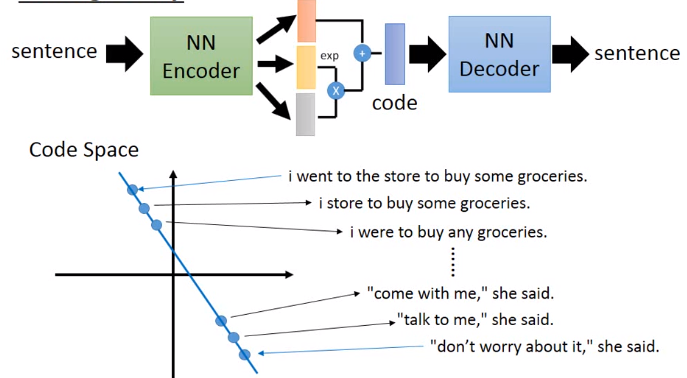 sentence
NN
Encoder
exp
+
X
code
NN
Decoder
sentence
Code Space
i went to the store to buy some groceries.
i store to buy some groceries.
i were to buy any groceries.
"come with me," she said.
"talk to me," she said.
"don’t worry about it," she said.